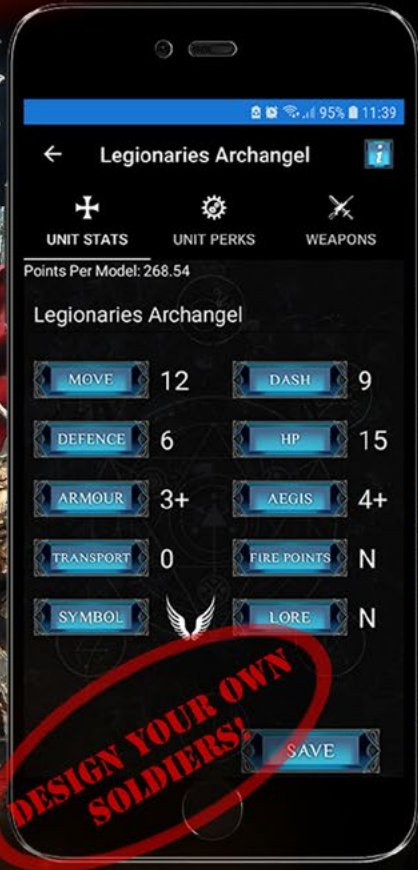 95% 11:39
Legionaries Archangel
i
UNIT STATS UNIT PERKS WEAPONS
Points Per Model: 268.54
Legionaries Archangel
MOVE 12 DASH 9
DEFENCE 6 HP 15
ARMOUR 3+ AEGIS 4+
TRANSPORT 0 FIRE POINTS N
SYMBOL LORE N
DESIGN YOUR OWN
SOLDIERS!
SAVE